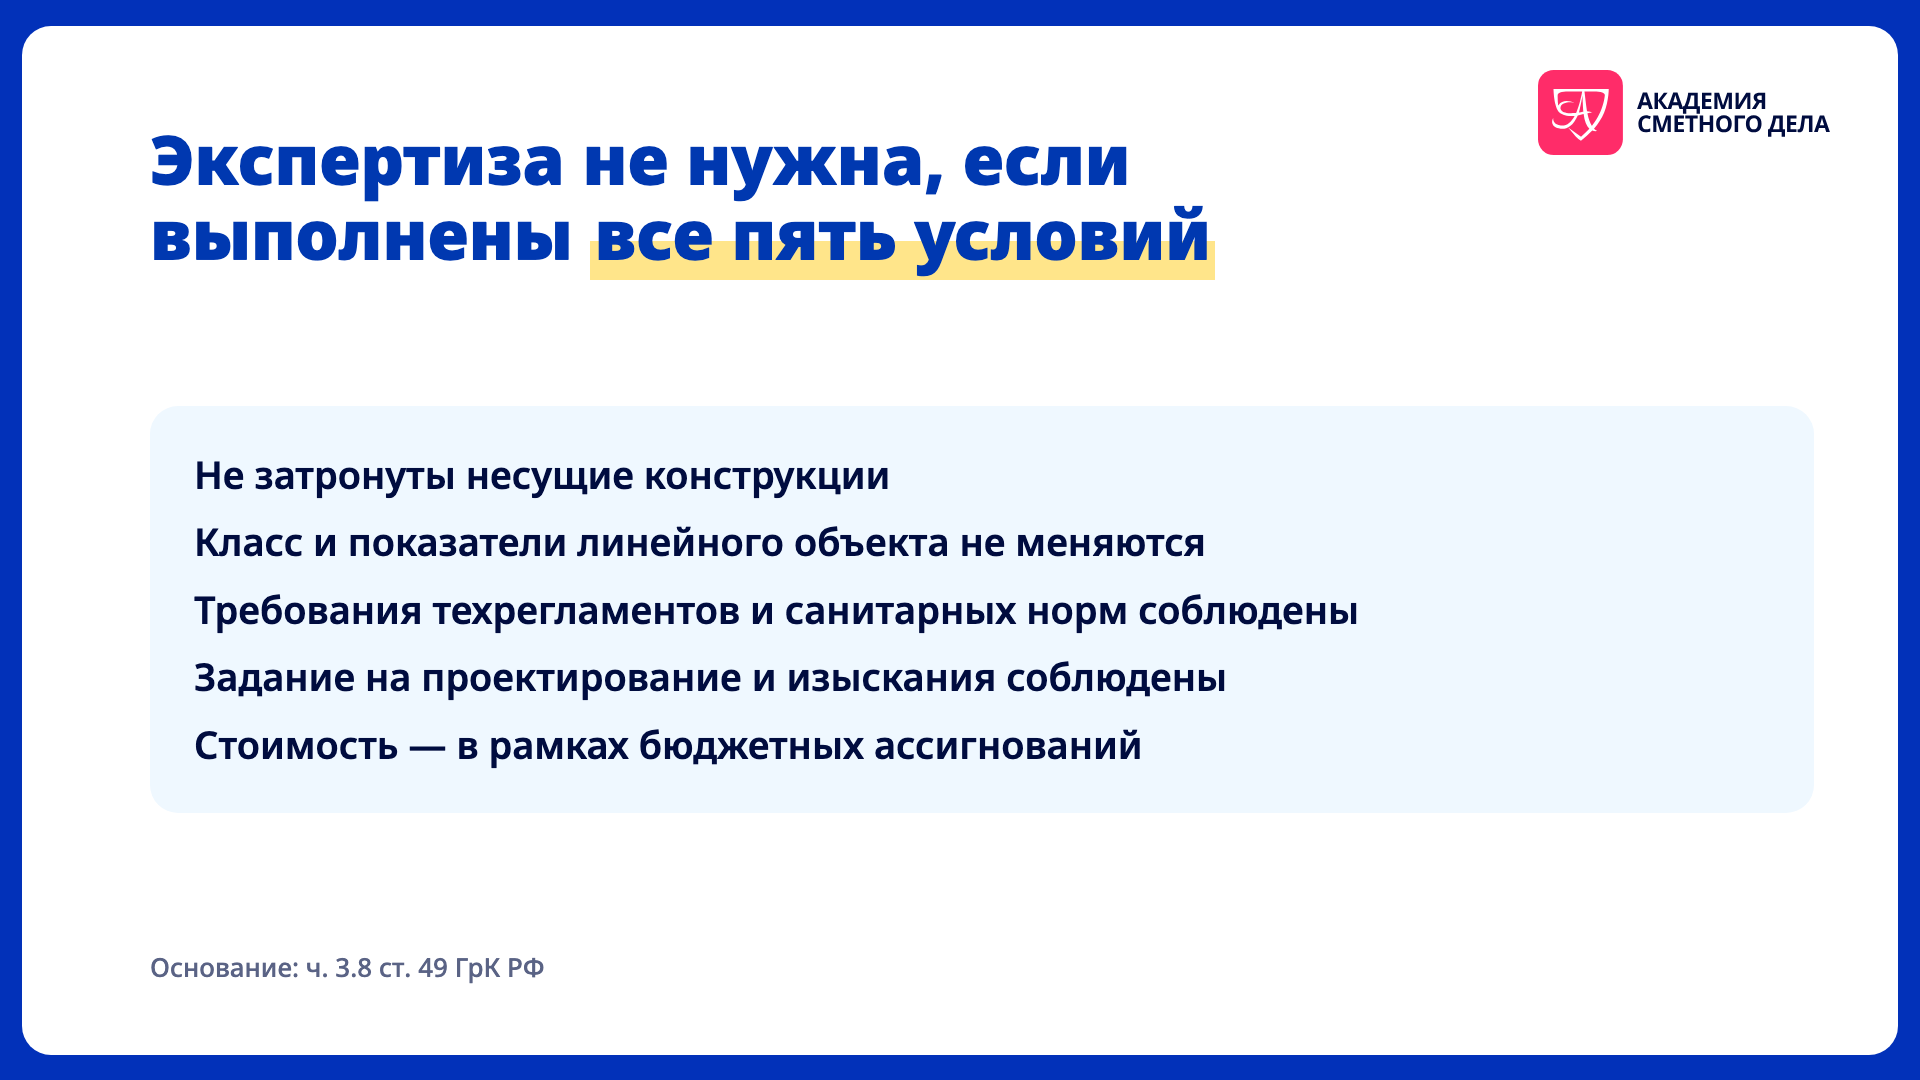 АКАДЕМИЯ
СМЕТНОГО ДЕЛА
Экспертиза не нужна, если
выполнены все пять условий
Не затронуты несущие конструкции
Класс и показатели линейного объекта не меняются
Требования техрегламентов и санитарных норм соблюдены
Задание на проектирование и изыскания соблюдены
Стоимость — в рамках бюджетных ассигнований
Основание: ч. 3.8 ст. 49 ГрК РФ